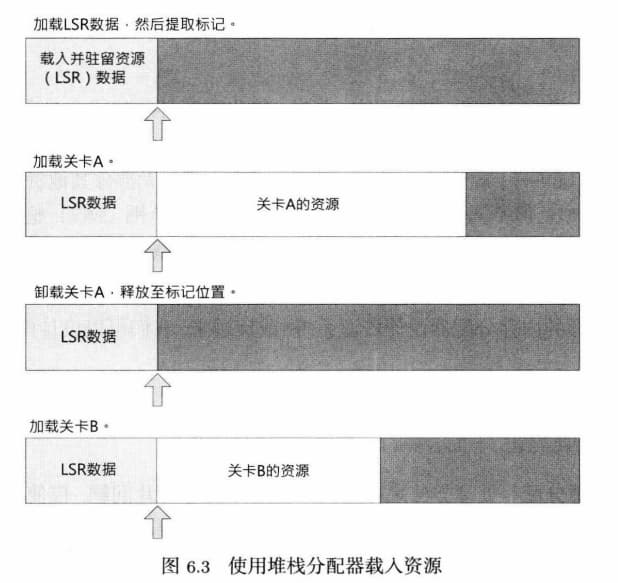 加载LSR数据，然后提取标记。
载入并驻留资源
（LSR）数据
加载关卡A。
LSR数据
关卡A的资源
卸载关卡A，释放至标记位置。
LSR数据
加载关卡B。
LSR数据
关卡B的资源
图 6.3 使用堆栈分配器载入资源